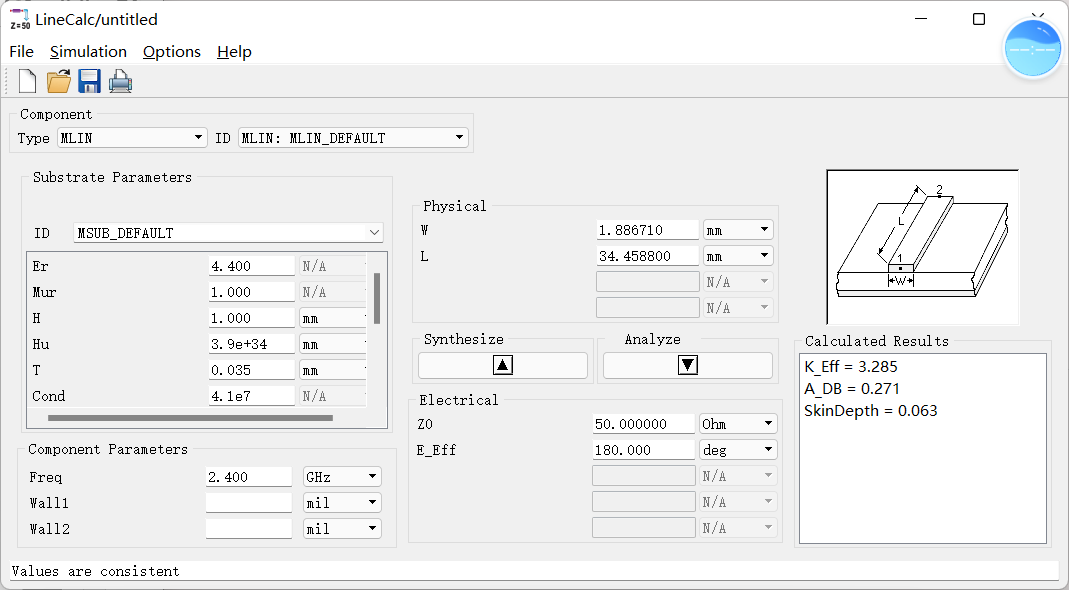 Z=50 LineCalc/untitled
File Simulation Options Help
Component
Type MLIN ID MLIN: MLIN_DEFAULT
Substrate Parameters
ID MSUB_DEFAULT
Er 4.400 N/A
Mur 1.000 N/A
H 1.000 mm
Hu 3.9e+34 mm
T 0.035 mm
Cond 4.1e7 N/A
Component Parameters
Freq 2.400 GHz
Wall1 mil
Wall2 mil
Physical
W 1.886710 mm
L 34.458800 mm
N/A
N/A
Synthesize Analyze
Electrical
Z0 50.000000 Ohm
E_Eff 180.000 deg
N/A
N/A
N/A
2
L
1
W
Calculated Results
K_Eff = 3.285
A_DB = 0.271
SkinDepth = 0.063
Values are consistent